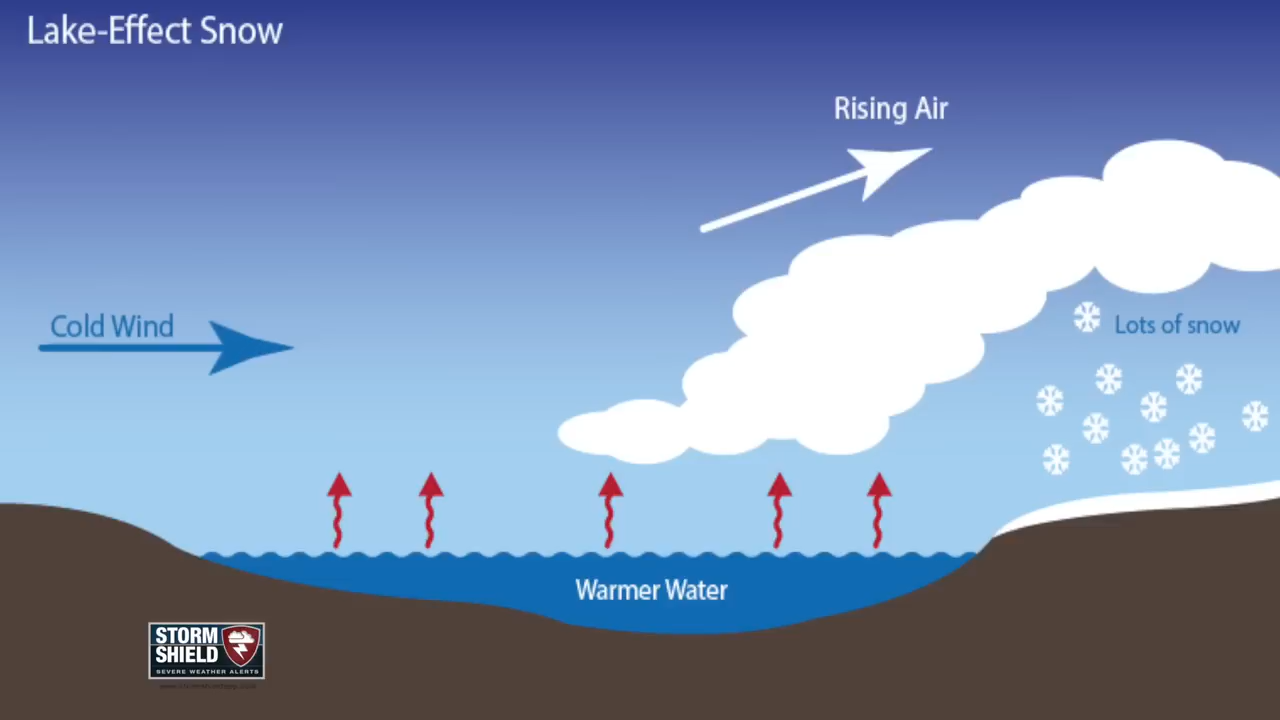 Lake-Effect Snow
Rising Air
Cold Wind
Lots of snow
Warmer Water
STORM
SHIELD
SEVERE WEATHER ALERTS